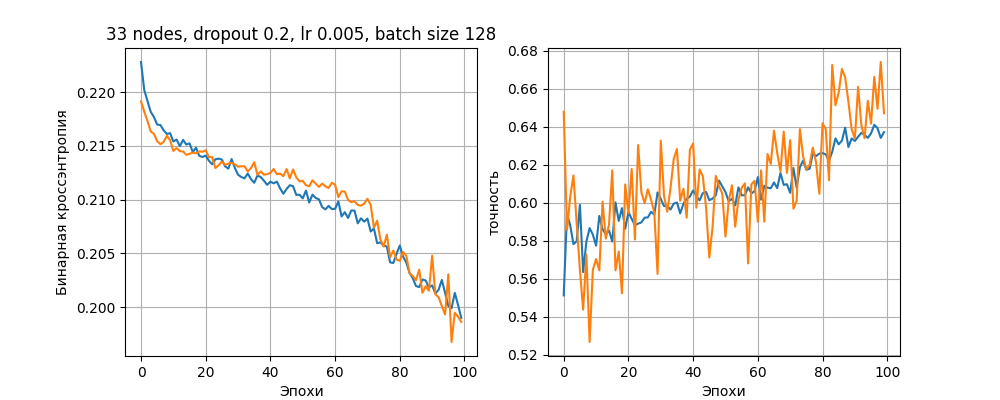 33 nodes, dropout 0.2, lr 0.005, batch size 128
Бинарная кроссэнтропия
0.220
0.215
0.210
0.205
0.200
0 20 40 60 80 100
Эпохи
точность
0.68
0.66
0.64
0.62
0.60
0.58
0.56
0.54
0.52
0 20 40 60 80 100
Эпохи